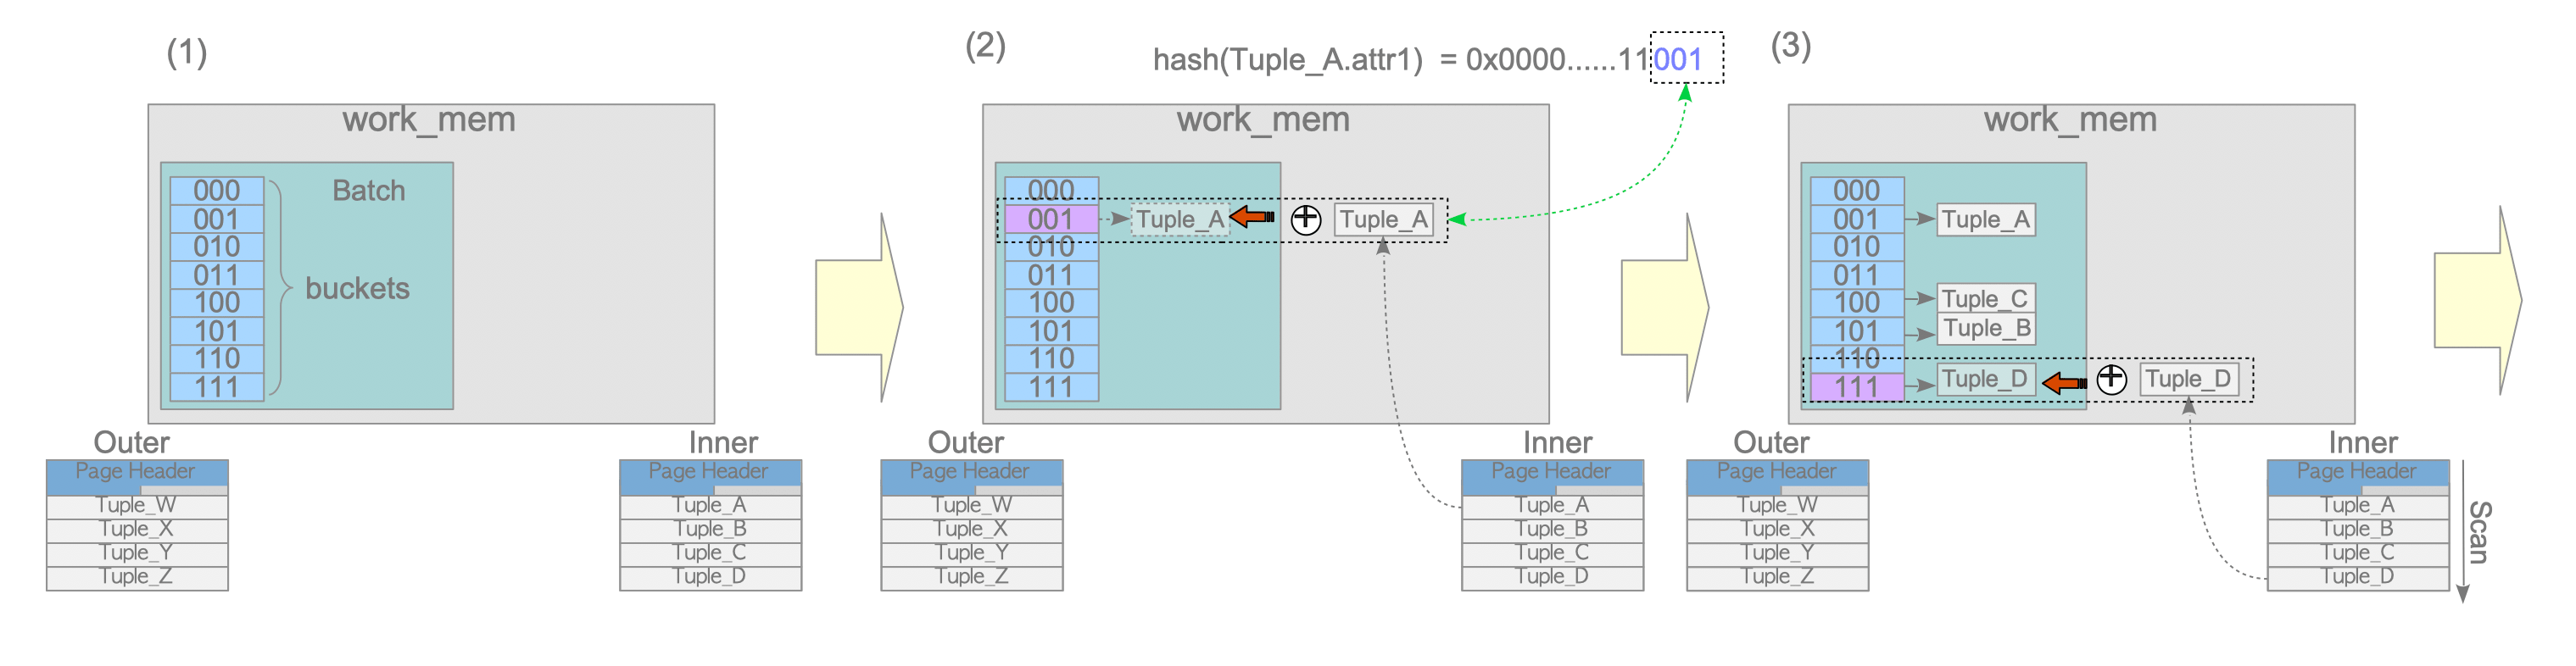 (1)
work_mem
Batch
000
001
010
011
100
101
110
111
buckets
Outer
Page Header
Tuple_W
Tuple_X
Tuple_Y
Tuple_Z
Inner
Page Header
Tuple_A
Tuple_B
Tuple_C
Tuple_D
(2)
hash(Tuple_A.attr1) = 0x0000......11001
work_mem
000
001 Tuple_A Tuple_A
010
011
100
101
110
111
Outer
Page Header
Tuple_W
Tuple_X
Tuple_Y
Tuple_Z
Inner
Page Header
Tuple_A
Tuple_B
Tuple_C
Tuple_D
(3)
work_mem
000
001 Tuple_A
010
011
100 Tuple_C
101 Tuple_B
110
111 Tuple_D Tuple_D
Outer
Page Header
Tuple_W
Tuple_X
Tuple_Y
Tuple_Z
Inner
Page Header
Tuple_A
Tuple_B
Tuple_C
Tuple_D
Scan